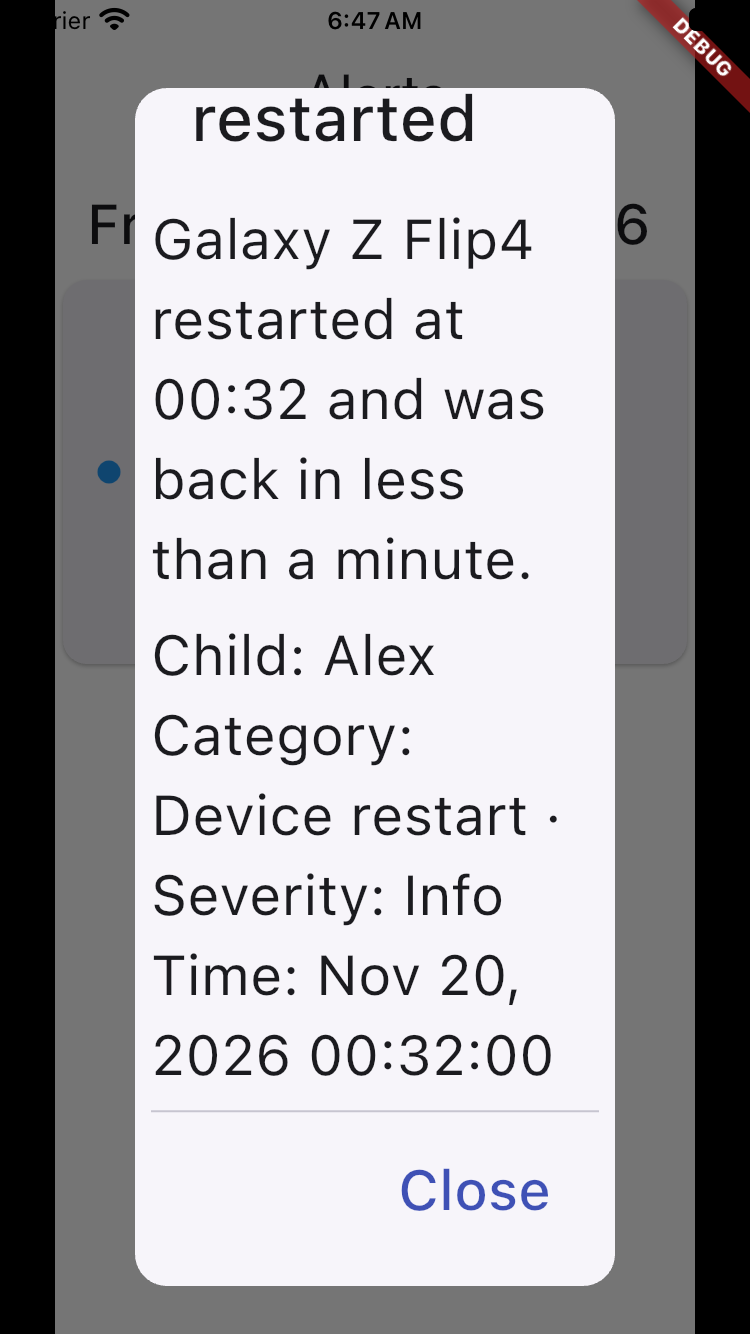 6:47 AM
DEBUG
restarted
Galaxy Z Flip4
restarted at
00:32 and was
back in less
than a minute.
Child: Alex
Category:
Device restart ·
Severity: Info
Time: Nov 20,
2026 00:32:00
Close